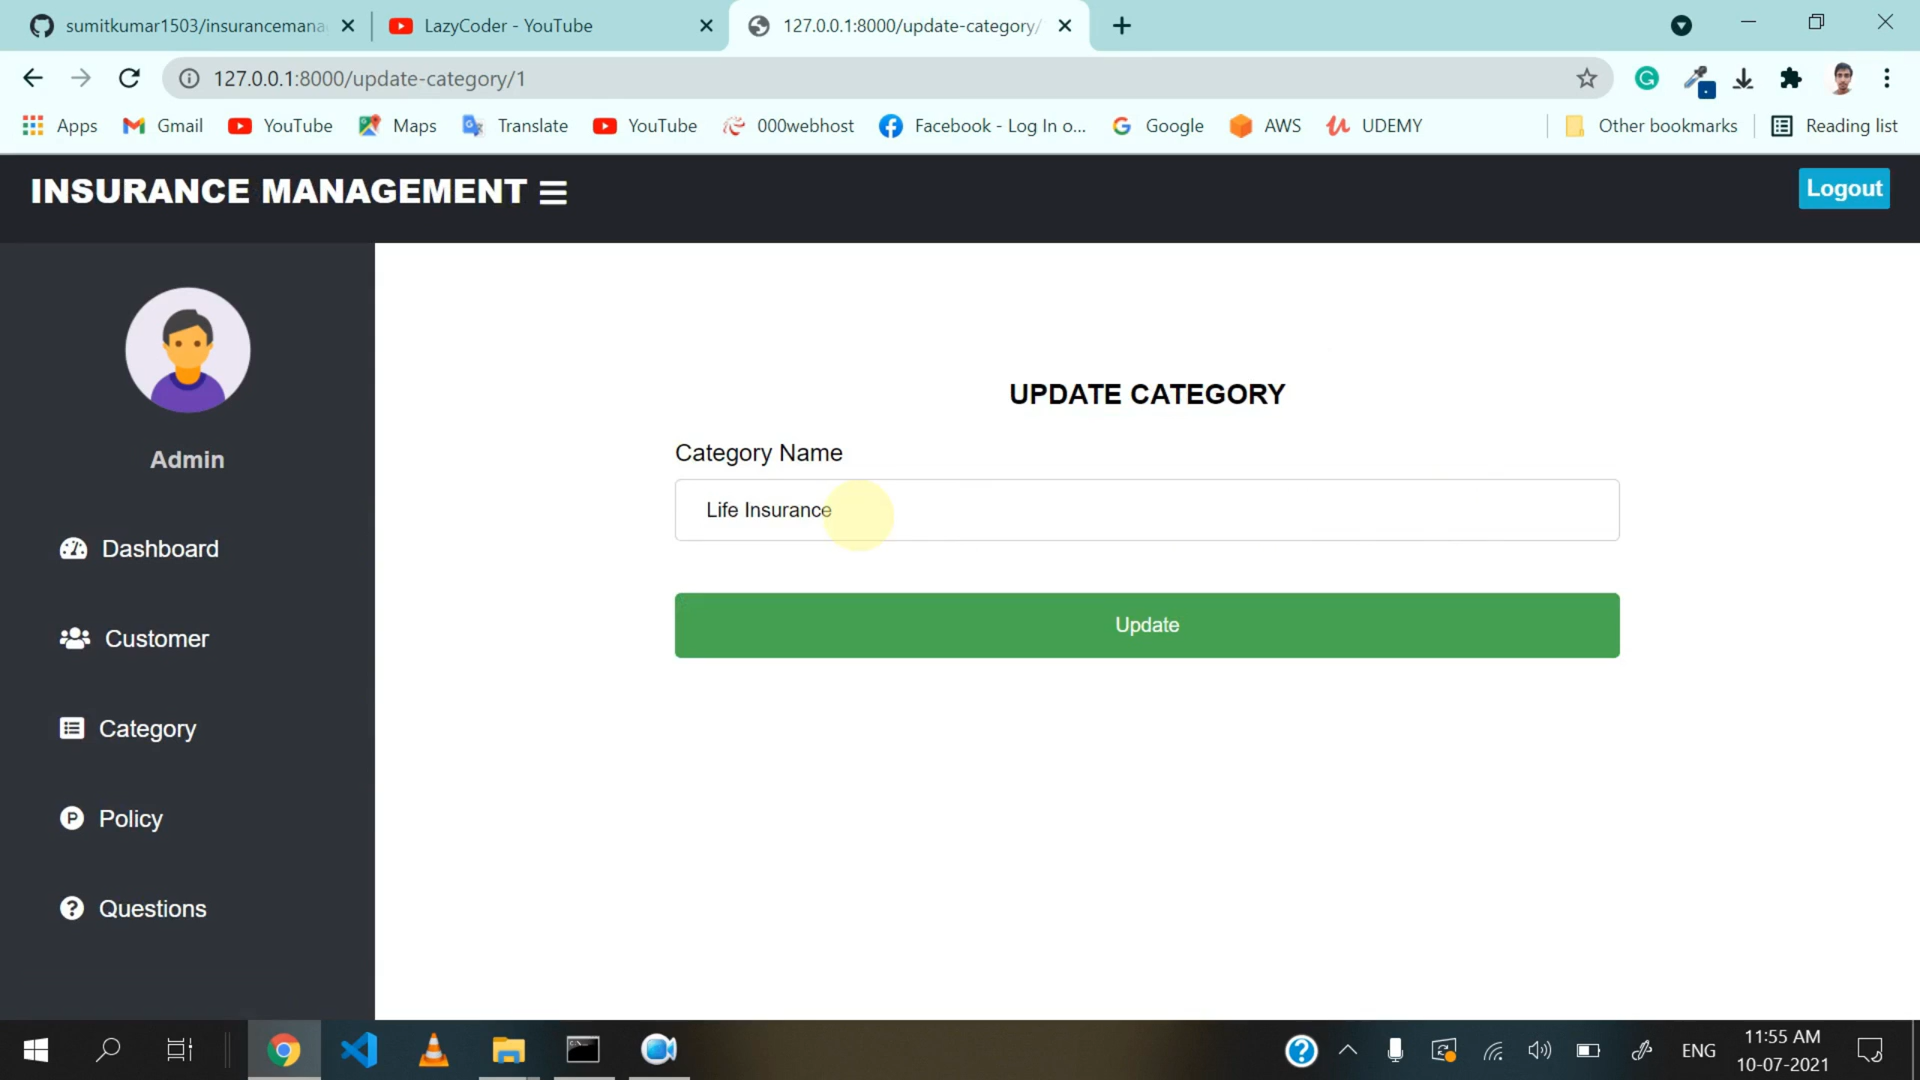 sumitkumar1503/insurancemana
LazyCoder - YouTube
127.0.0.1:8000/update-category/
127.0.0.1:8000/update-category/1
Apps
Gmail
YouTube
Maps
Translate
YouTube
000webhost
Facebook - Log In o...
Google
AWS
UDEMY
Other bookmarks
Reading list
INSURANCE MANAGEMENT
Logout
Admin
Dashboard
Customer
Category
Policy
Questions
UPDATE CATEGORY
Category Name
Life Insurance
Update
ENG
11:55 AM
10-07-2021